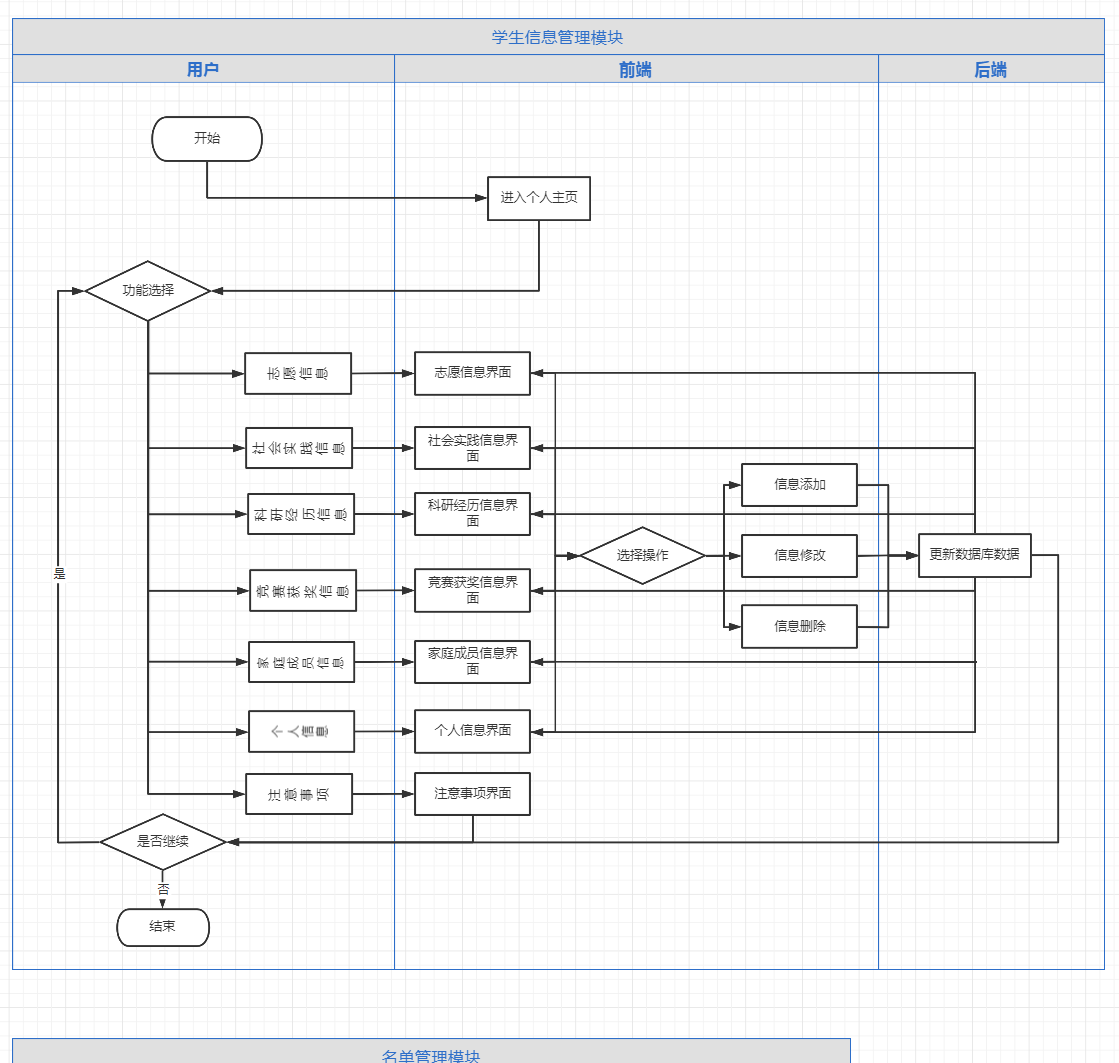 学生信息管理模块
用户
前端
后端
开始
进入个人主页
功能选择
志愿信息
志愿信息界面
社会实践信息
社会实践信息界
面
信息添加
科研经历信息
科研经历信息界
面
选择操作
信息修改
更新数据库数据
是
竞赛获奖信息
竞赛获奖信息界
面
信息删除
家庭成员信息
家庭成员信息界
面
个人信息
个人信息界面
注意事项
注意事项界面
是否继续
否
结束
名单管理模块